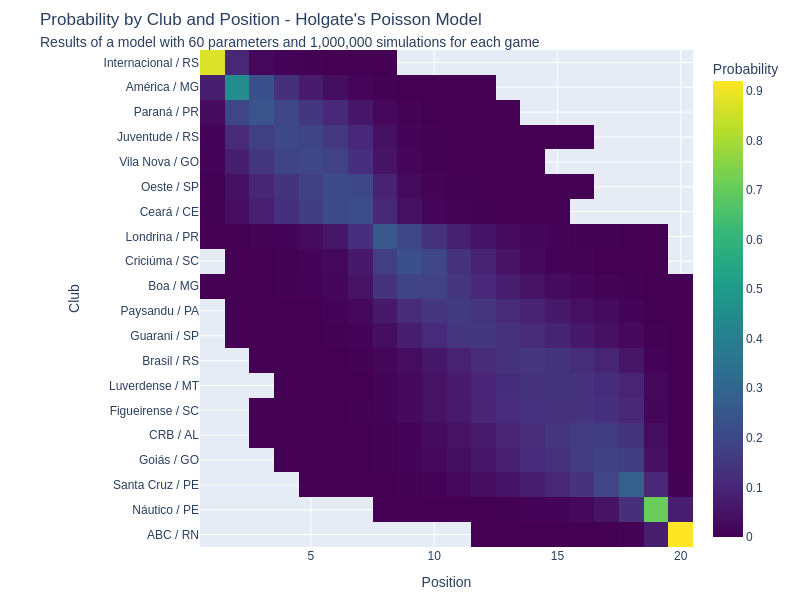 Probability by Club and Position - Holgate's Poisson Model
Results of a model with 60 parameters and 1,000,000 simulations for each game
Internacional / RS
América / MG
Paraná / PR
Juventude / RS
Vila Nova / GO
Oeste / SP
Ceará / CE
Londrina / PR
Criciúma / SC
Boa / MG
Paysandu / PA
Guarani / SP
Brasil / RS
Luverdense / MT
Figueirense / SC
CRB / AL
Goiás / GO
Santa Cruz / PE
Náutico / PE
ABC / RN
Club
5
10
15
20
Position
Probability
0.9
0.8
0.7
0.6
0.5
0.4
0.3
0.2
0.1
0